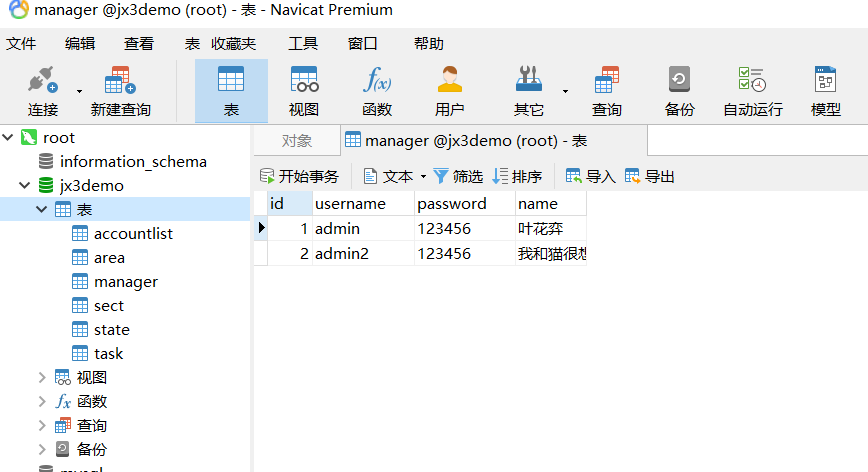 manager @jx3demo (root) - 表 - Navicat Premium
文件 编辑 查看 表 收藏夹 工具 窗口 帮助
连接 新建查询 表 视图 函数 用户 其它 查询 备份 自动运行 模型
root
information_schema
jx3demo
表
accountlist
area
manager
sect
state
task
视图
函数
查询
备份
对象 manager @jx3demo (root) - 表
开始事务 文本 筛选 排序 导入 导出
id username password name
1 admin 123456 叶花弈
2 admin2 123456 我和猫很想